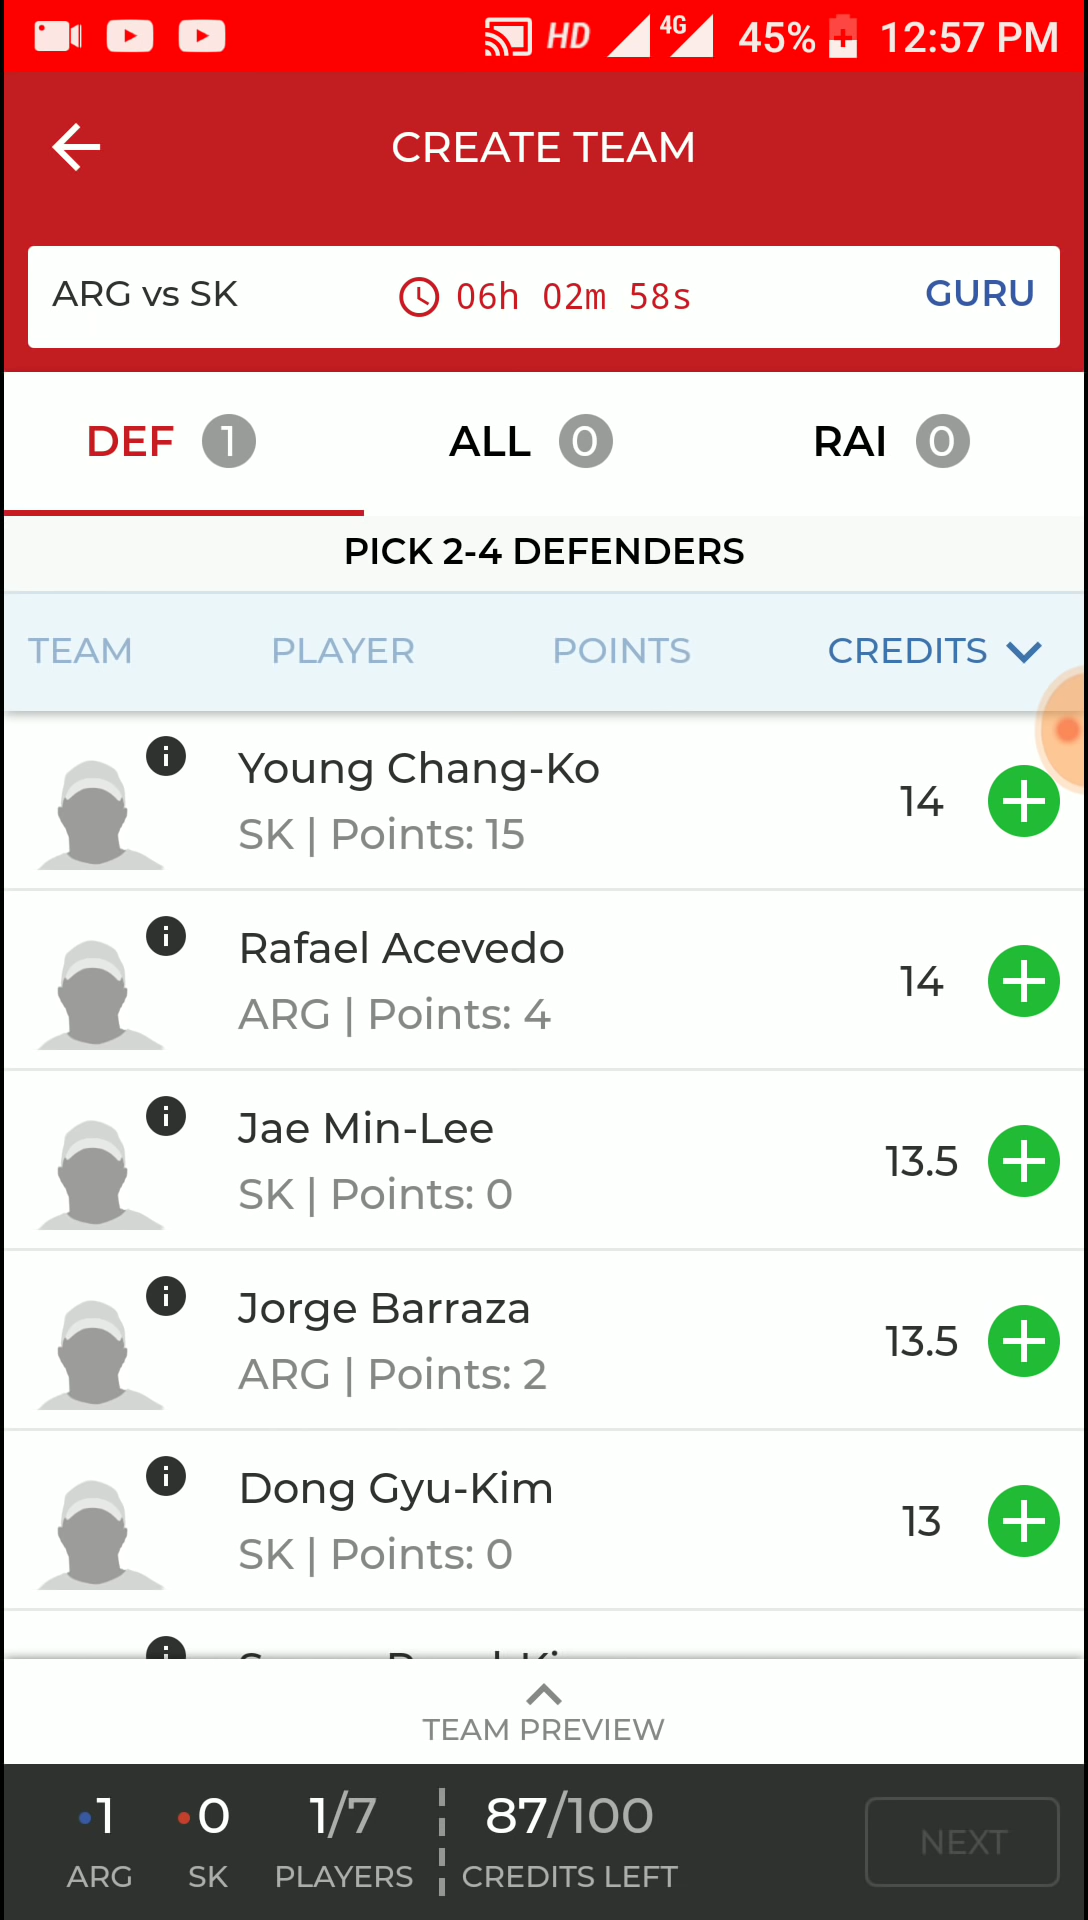 HD 4G 45% 12:57 PM
CREATE TEAM
ARG vs SK 06h 02m 58s GURU
DEF 1 ALL 0 RAI 0
PICK 2-4 DEFENDERS
TEAM PLAYER POINTS CREDITS
Young Chang-Ko
SK | Points: 15
14
Rafael Acevedo
ARG | Points: 4
14
Jae Min-Lee
SK | Points: 0
13.5
Jorge Barraza
ARG | Points: 2
13.5
Dong Gyu-Kim
SK | Points: 0
13
TEAM PREVIEW
1 0 1/7 87/100
ARG SK PLAYERS CREDITS LEFT
NEXT